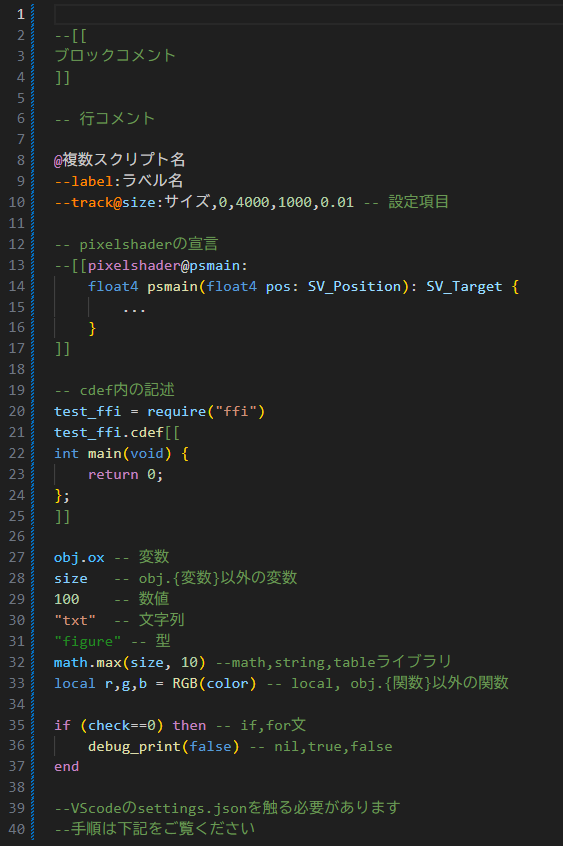 1
2 --[[
3 ブロックコメント
4 ]]
5
6 -- 行コメント
7
8 @複数スクリプト名
9 --label:ラベル名
10 --track@size:サイズ,0,4000,1000,0.01 -- 設定項目
11
12 -- pixelshaderの宣言
13 --[[pixelshader@psmain:
14     float4 psmain(float4 pos: SV_Position): SV_Target {
15         ...
16     }
17 ]]
18
19 -- cdef内の記述
20 test_ffi = require("ffi")
21 test_ffi.cdef[[
22 int main(void) {
23     return 0;
24 };
25 ]]
26
27 obj.ox -- 変数
28 size   -- obj.{変数}以外の変数
29 100    -- 数値
30 "txt"  -- 文字列
31 "figure" -- 型
32 math.max(size, 10) --math,string,tableライブラリ
33 local r,g,b = RGB(color) -- local, obj.{関数}以外の関数
34
35 if (check==0) then -- if,for文
36     debug_print(false) -- nil,true,false
37 end
38
39 --VScodeのsettings.jsonを触る必要があります
40 --手順は下記をご覧ください